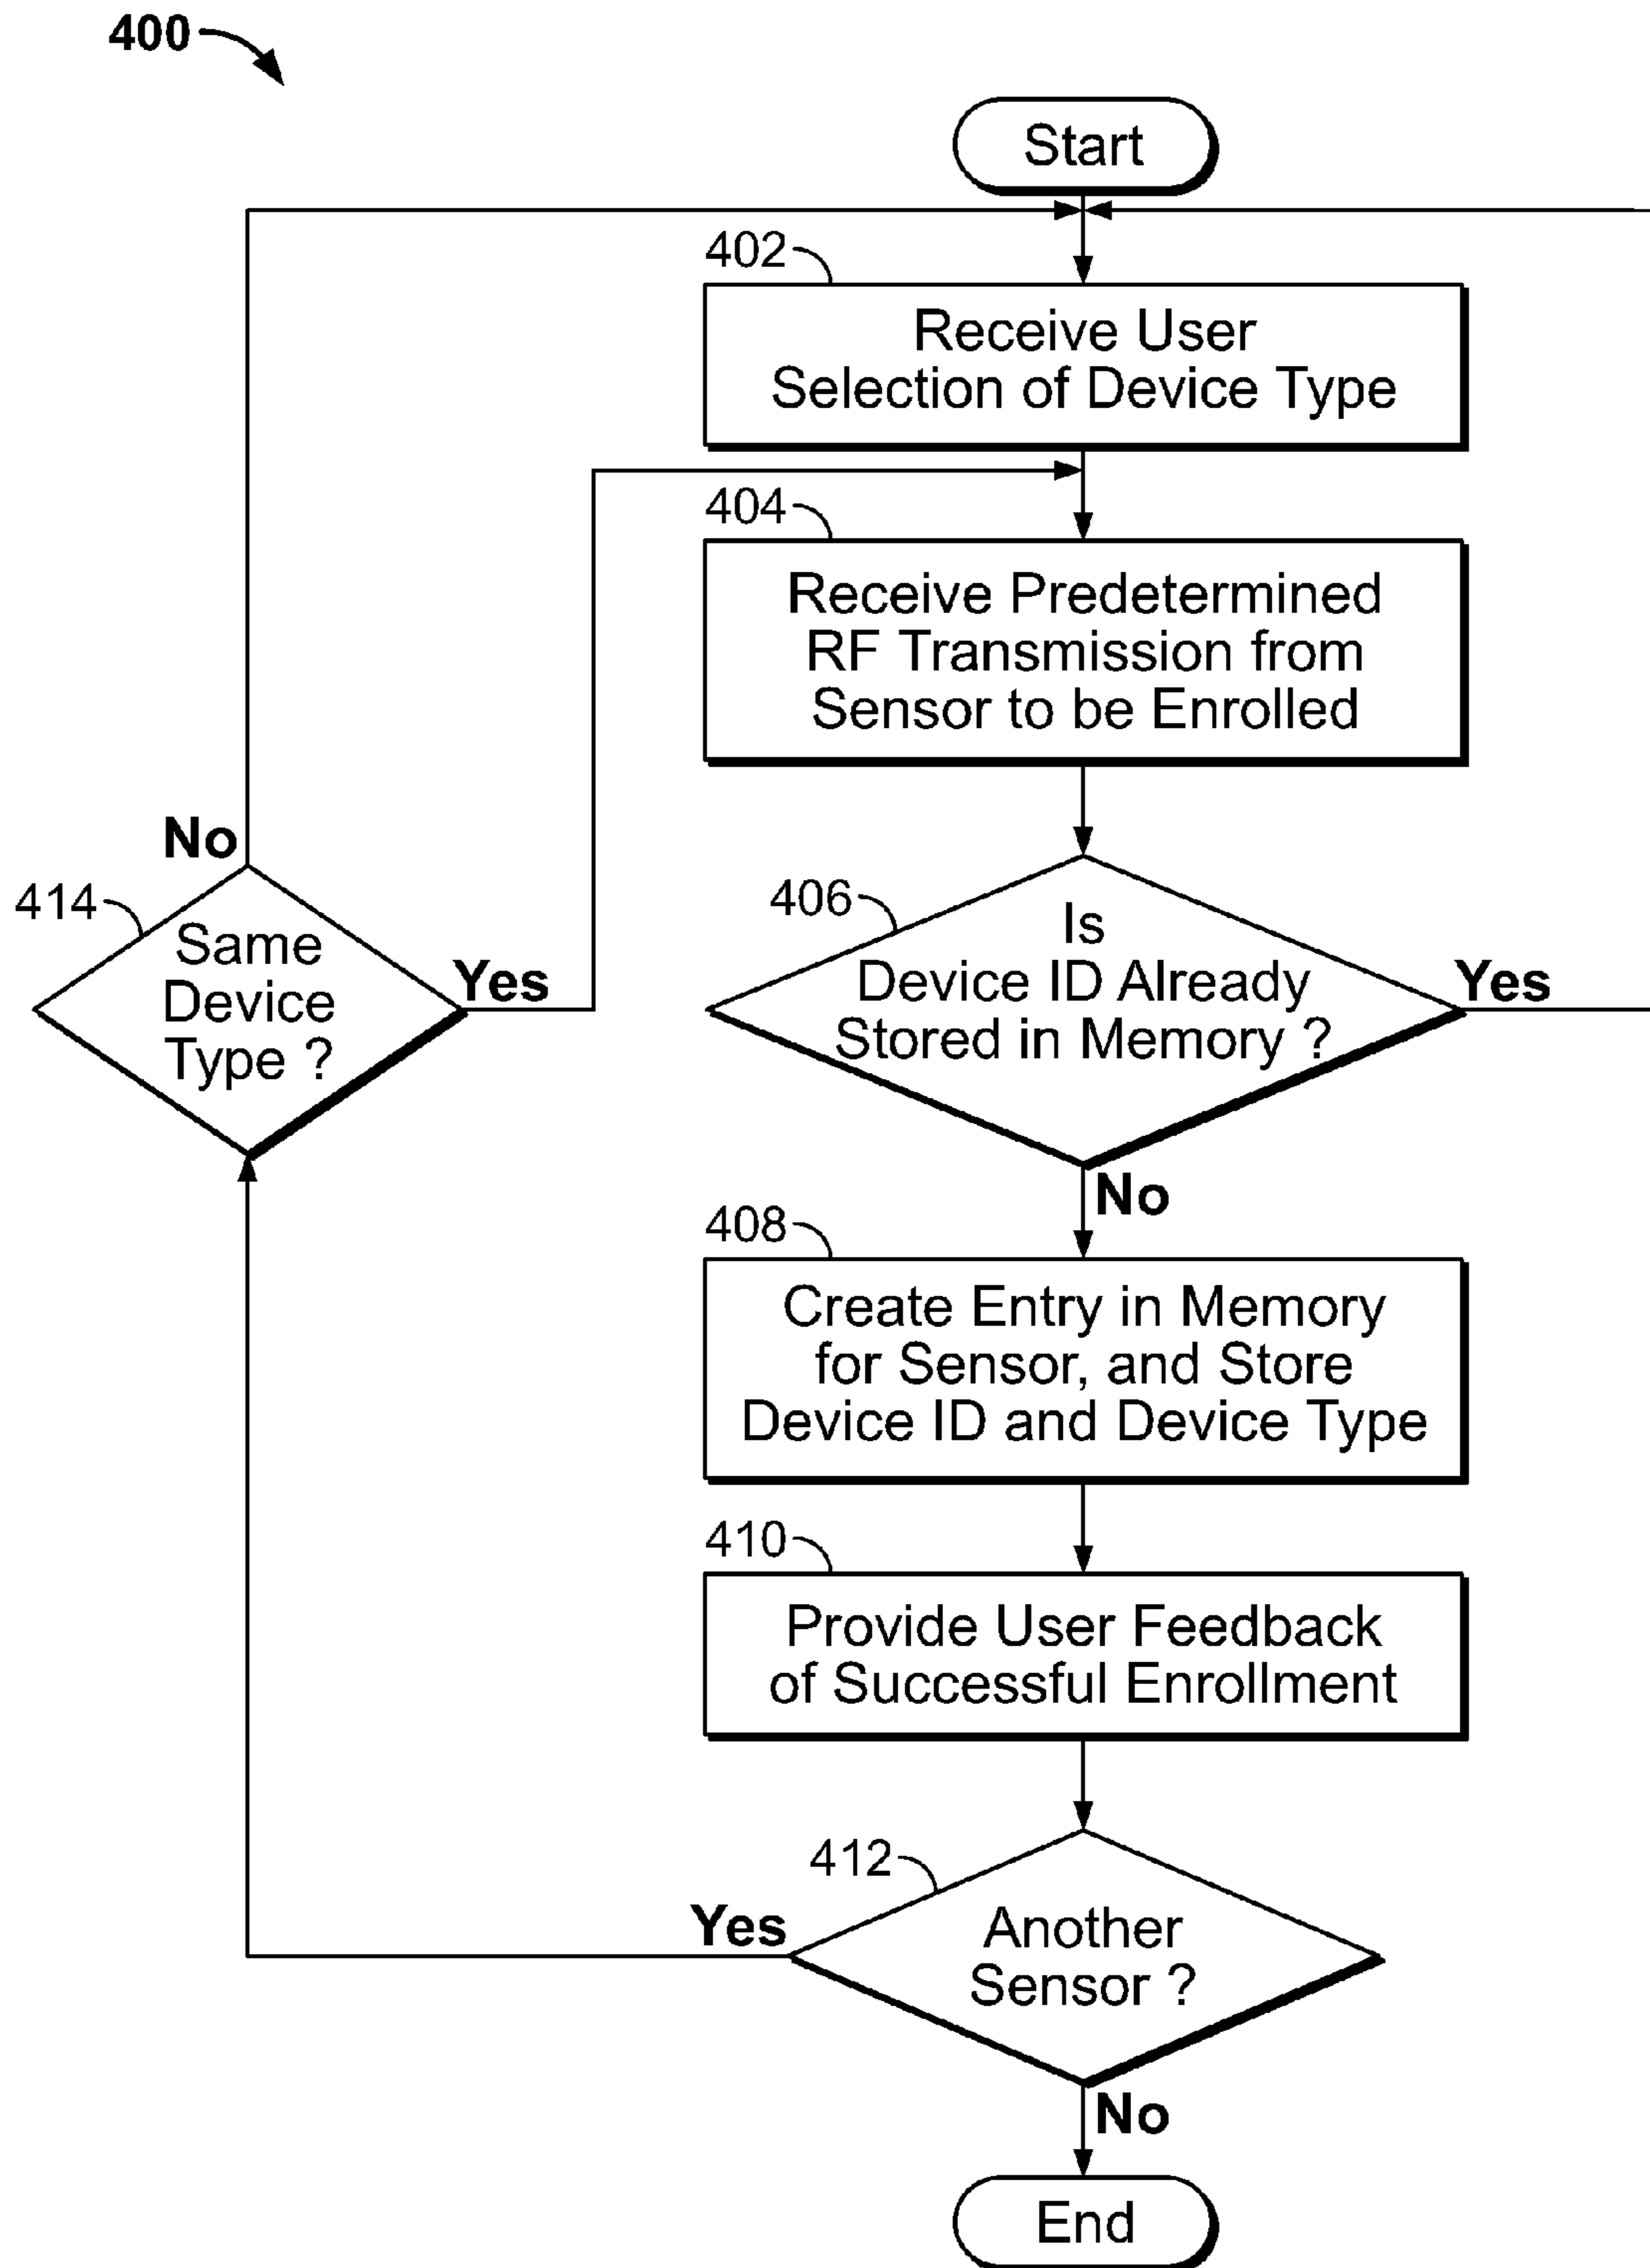 400
Start
402
Receive User
Selection of Device Type
404
Receive Predetermined
RF Transmission from
Sensor to be Enrolled
No
414
Same
Device
Type ?
Yes
406
Is
Device ID Already
Stored in Memory ?
Yes
No
408
Create Entry in Memory
for Sensor, and Store
Device ID and Device Type
410
Provide User Feedback
of Successful Enrollment
412
Another
Sensor ?
Yes
No
End